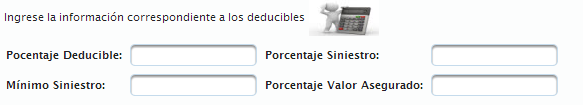 Ingrese la información correspondiente a los deducibles
Pocentaje Deducible: Porcentaje Siniestro:
Mínimo Siniestro: Porcentaje Valor Asegurado: